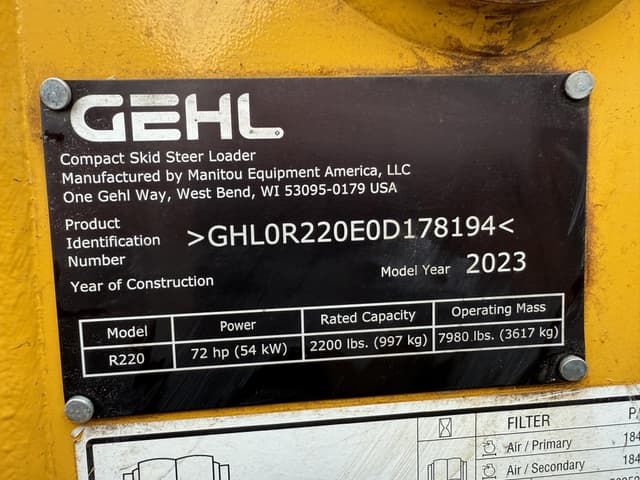 GEHL
Compact Skid Steer Loader
Manufactured by Manitou Equipment America, LLC
One Gehl Way, West Bend, WI 53095-0179 USA
Product
Identification
Number
>GHL0R220E0D178194<
Year of Construction
Model Year 2023
Model Power Rated Capacity Operating Mass
R220 72 hp (54 kW) 2200 lbs. (997 kg) 7980 lbs. (3617 kg)
FILTER
Air / Primary 184
Air / Secondary 184